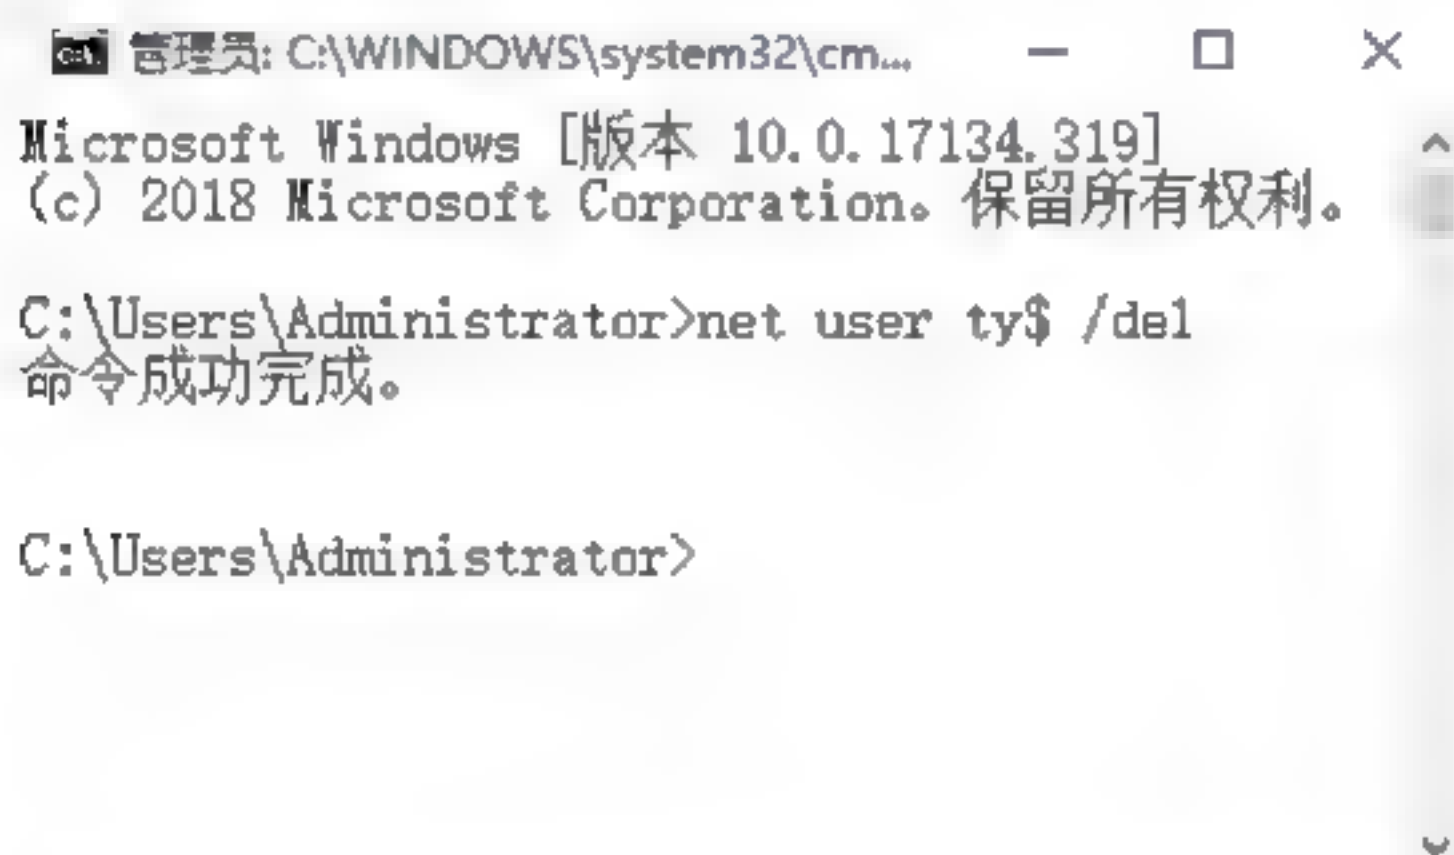 管理员: C:\WINDOWS\system32\cm...
Microsoft Windows [版本 10.0.17134.319]
(c) 2018 Microsoft Corporation。保留所有权利。
C:\Users\Administrator>net user ty$ /del
命令成功完成。
C:\Users\Administrator>